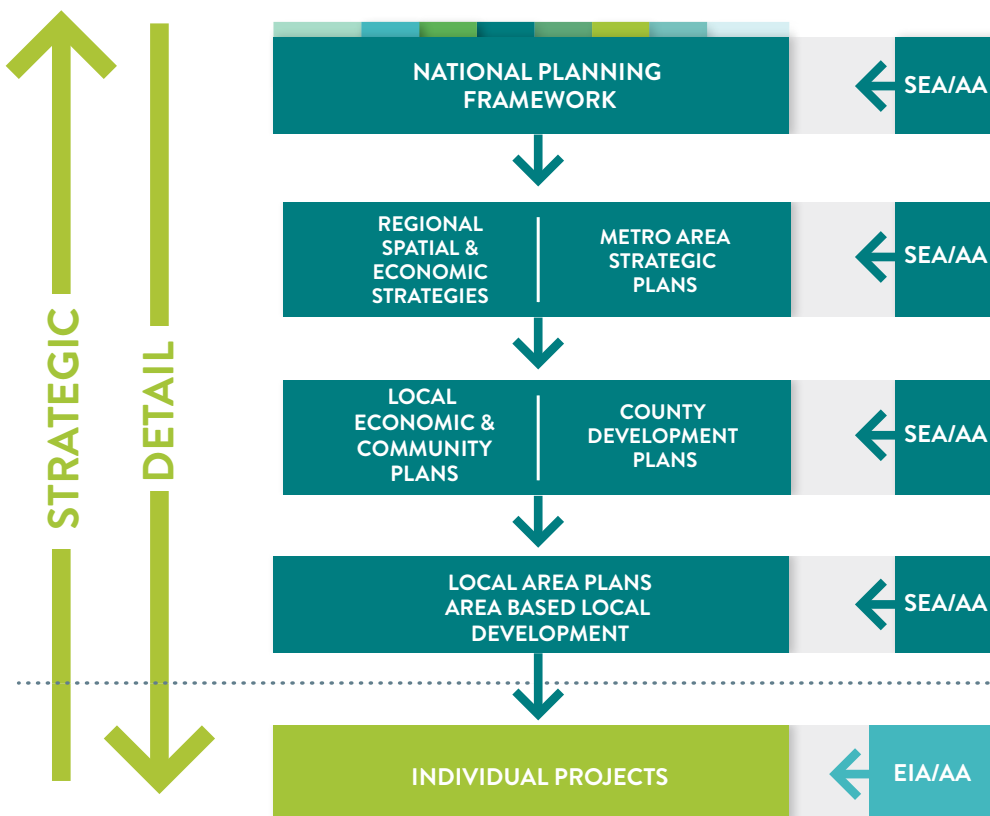 NATIONAL PLANNING
FRAMEWORK
SEA/AA
REGIONAL
SPATIAL &
ECONOMIC
STRATEGIES
METRO AREA
STRATEGIC
PLANS
SEA/AA
LOCAL
ECONOMIC &
COMMUNITY
PLANS
COUNTY
DEVELOPMENT
PLANS
SEA/AA
LOCAL AREA PLANS
AREA BASED LOCAL
DEVELOPMENT
SEA/AA
INDIVIDUAL PROJECTS
EIA/AA
STRATEGIC
DETAIL